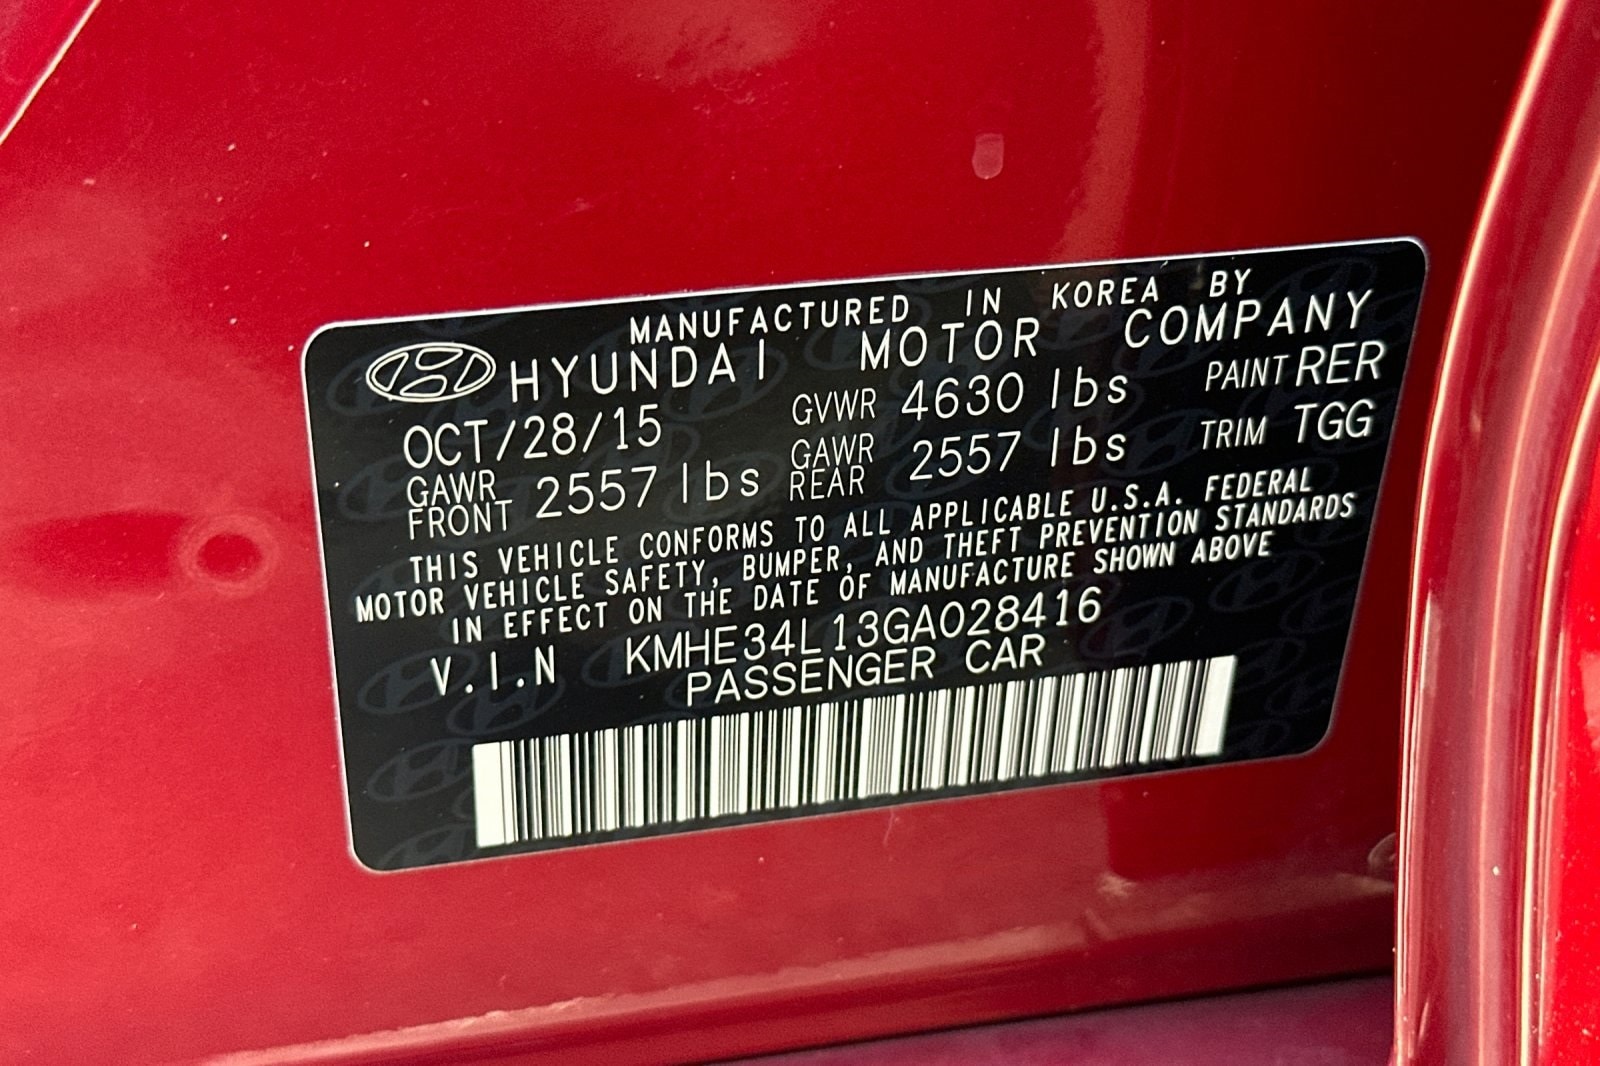 MANUFACTURED IN KOREA BY
HYUNDAI MOTOR COMPANY
OCT/28/15 GVWR 4630 lbs PAINT RER
GAWR FRONT 2557 lbs GAWR REAR 2557 lbs TRIM TGG
THIS VEHICLE CONFORMS TO ALL APPLICABLE U.S.A. FEDERAL
MOTOR VEHICLE SAFETY, BUMPER, AND THEFT PREVENTION STANDARDS
IN EFFECT ON THE DATE OF MANUFACTURE SHOWN ABOVE
V.I.N KMHE34L13GA028416
PASSENGER CAR